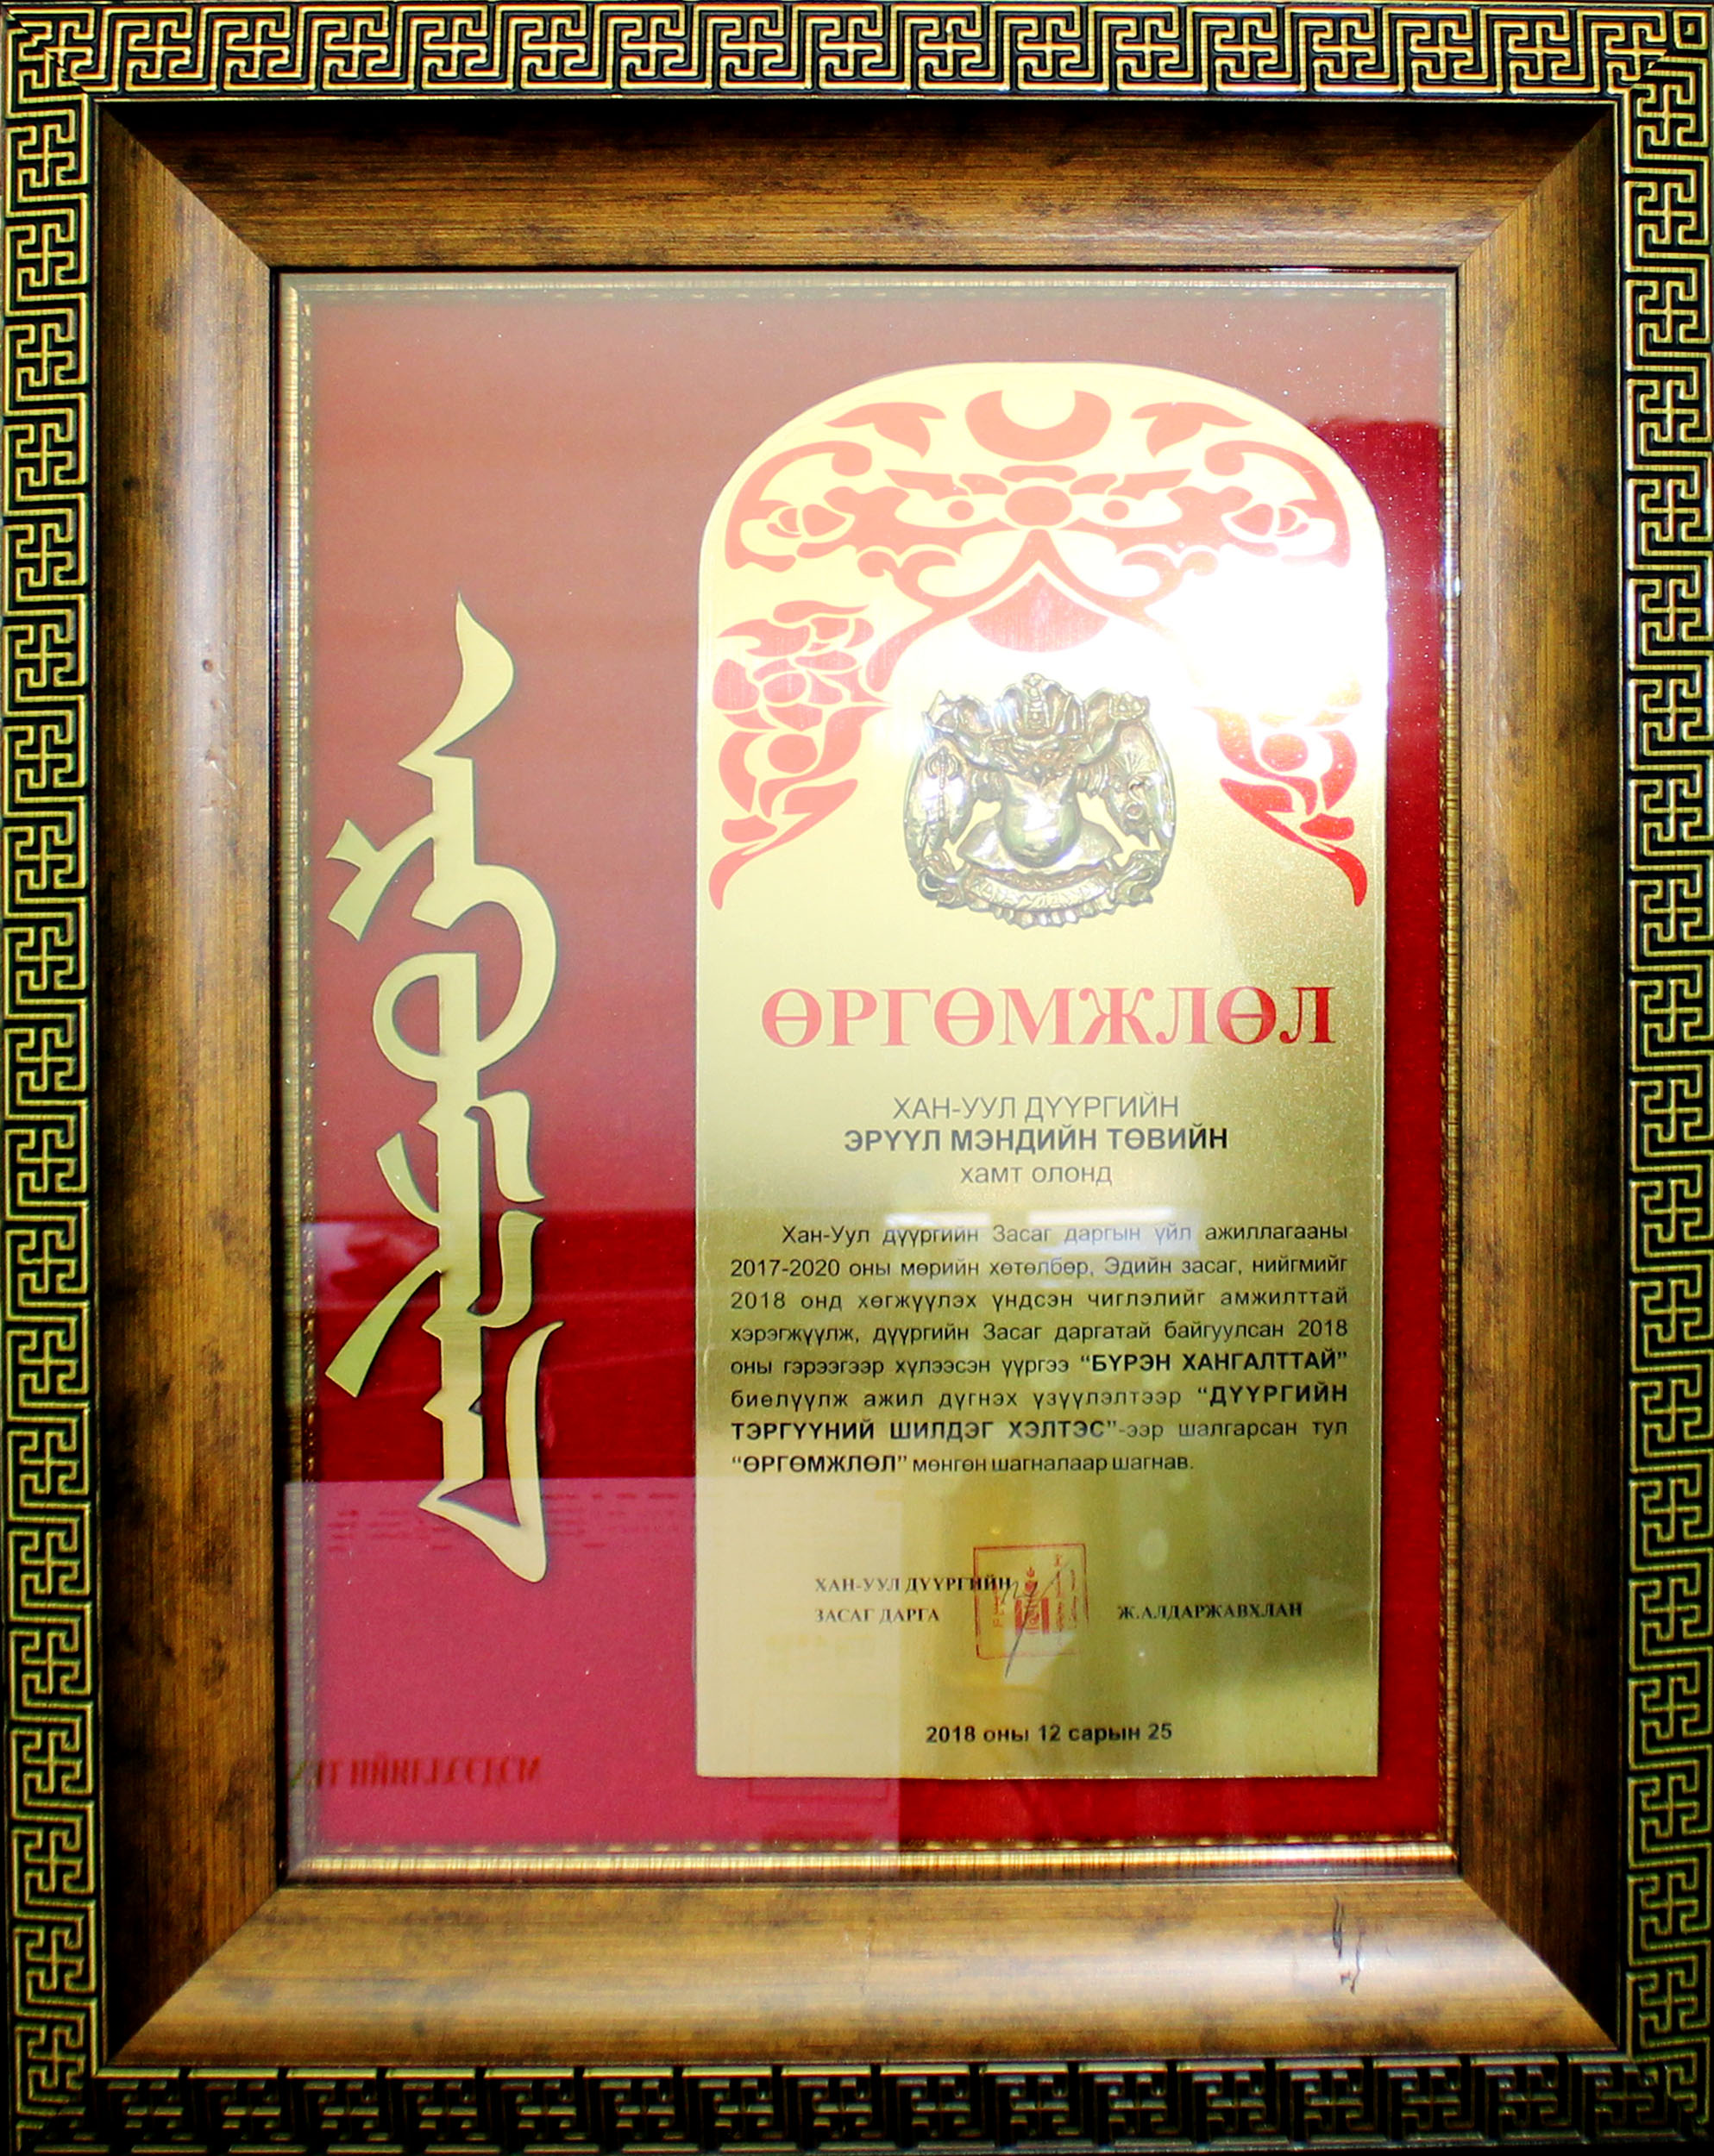 ᠥᠷᠭᠦᠮᠵᠢᠯᠡᠯ
ӨРГӨМЖЛӨЛ
ХАН-УУЛ ДҮҮРГИЙН
ЭРҮҮЛ МЭНДИЙН ТӨВИЙН
хамт олонд
Хан-Уул дүүргийн Засаг даргын үйл ажиллагааны
2017-2020 оны мөрийн хөтөлбөр, Эдийн засаг, нийгмийг
2018 онд хөгжүүлэх үндсэн чиглэлийг амжилттай
хэрэгжүүлж, дүүргийн Засаг даргатай байгуулсан 2018
оны гэрээгээр хүлээсэн үүргээ “БҮРЭН ХАНГАЛТТАЙ”
биелүүлж ажил дүгнэх үзүүлэлтээр “ДҮҮРГИЙН
ТЭРГҮҮНИЙ ШИЛДЭГ ХЭЛТЭС”-ээр шалгарсан тул
“ӨРГӨМЖЛӨЛ” мөнгөн шагналаар шагнав.
ХАН-УУЛ ДҮҮРГИЙН
ЗАСАГ ДАРГА Ж.АЛДАРЖАВХЛАН
2018 оны 12 сарын 25